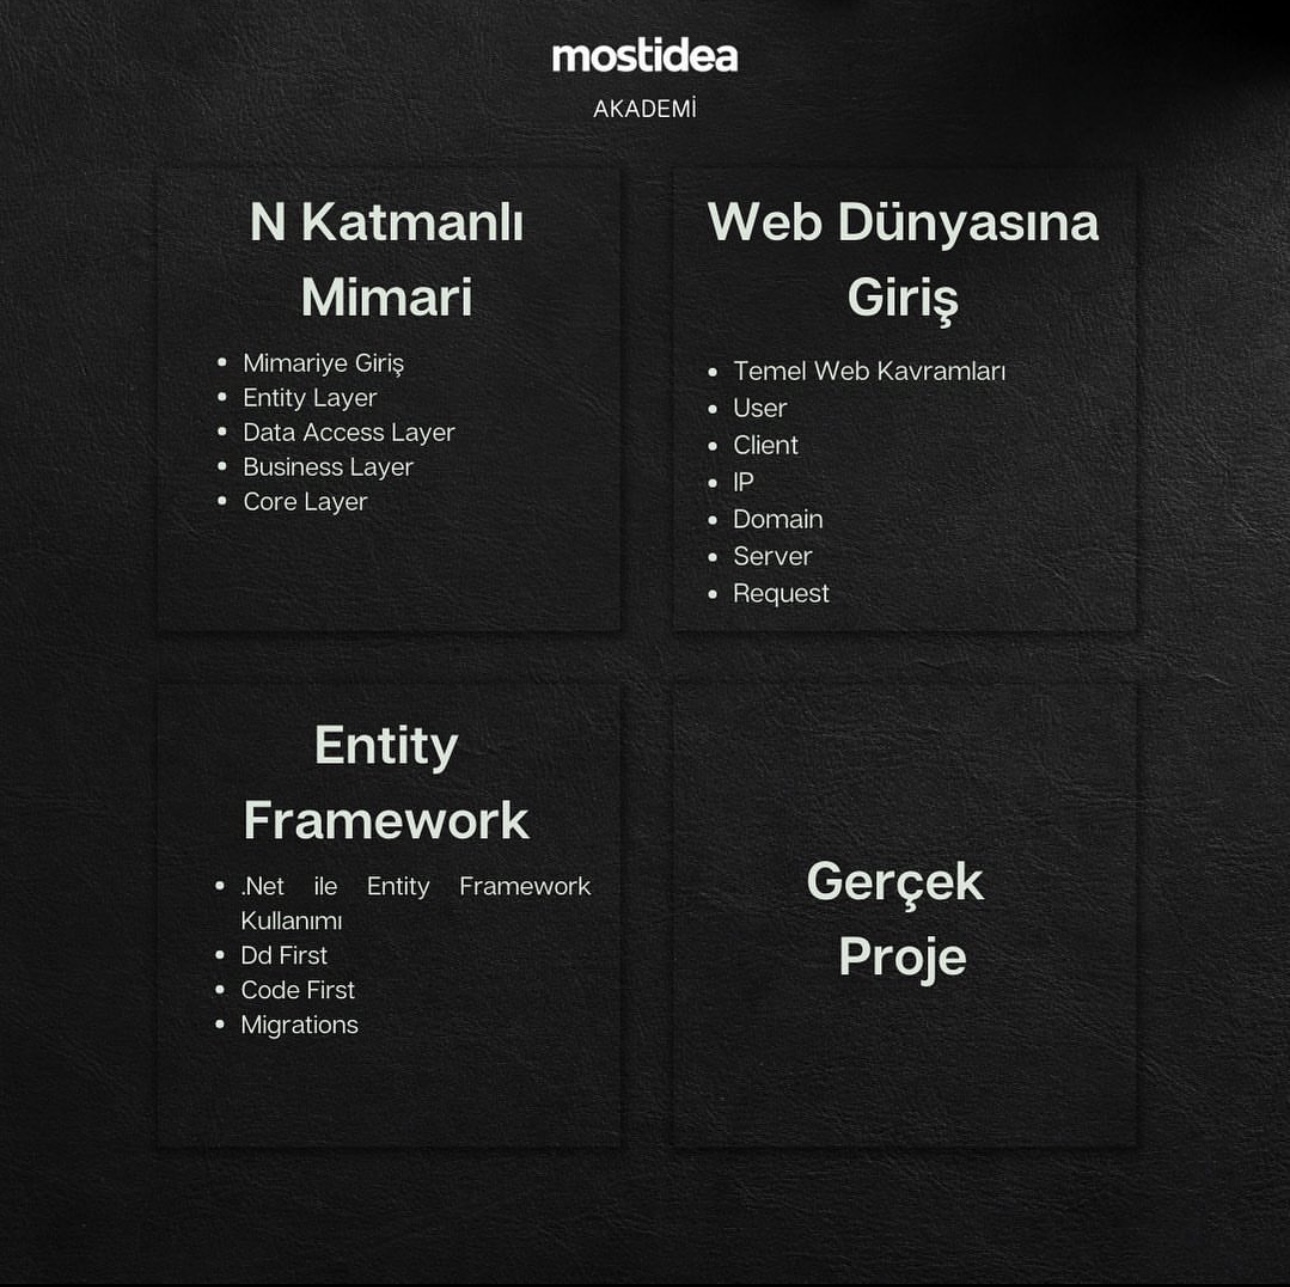 mostidea
AKADEMİ
N Katmanlı
Mimari
• Mimariye Giriş
• Entity Layer
• Data Access Layer
• Business Layer
• Core Layer
Web Dünyasına
Giriş
• Temel Web Kavramları
• User
• Client
• IP
• Domain
• Server
• Request
Entity
Framework
• .Net ile Entity Framework
Kullanımı
• Dd First
• Code First
• Migrations
Gerçek
Proje